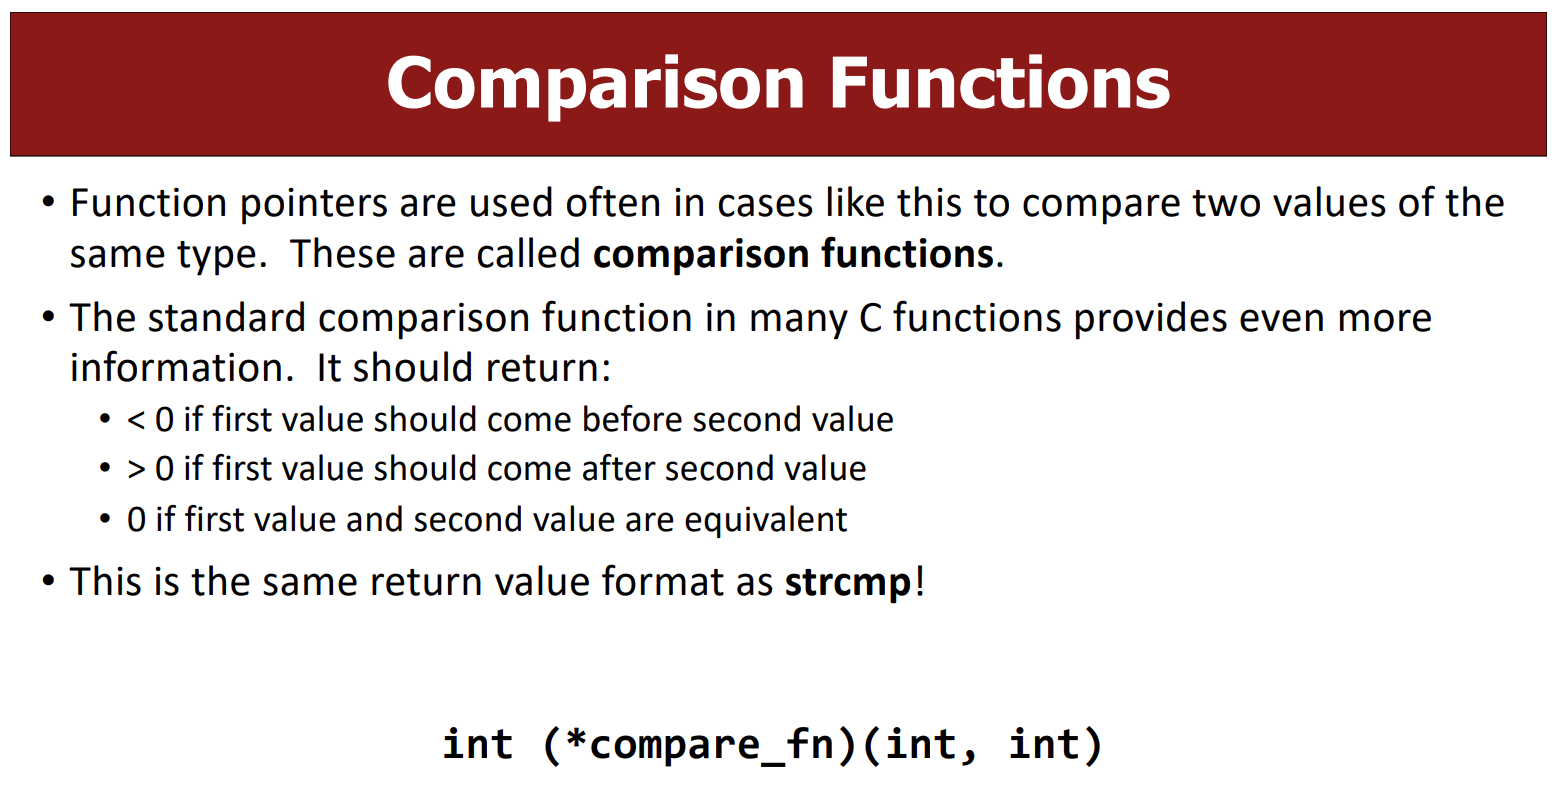 Comparison Functions
• Function pointers are used often in cases like this to compare two values of the
same type.  These are called comparison functions.
• The standard comparison function in many C functions provides even more
information.  It should return:
• < 0 if first value should come before second value
• > 0 if first value should come after second value
• 0 if first value and second value are equivalent
• This is the same return value format as strcmp!
int (*compare_fn)(int, int)